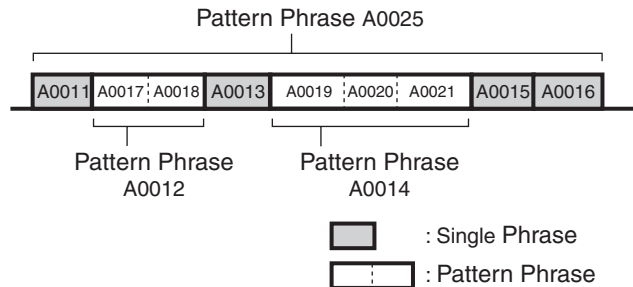 Pattern Phrase A0025
A0011 A0017 A0018 A0013 A0019 A0020 A0021 A0015 A0016
Pattern Phrase
A0012
Pattern Phrase
A0014
: Single Phrase
: Pattern Phrase